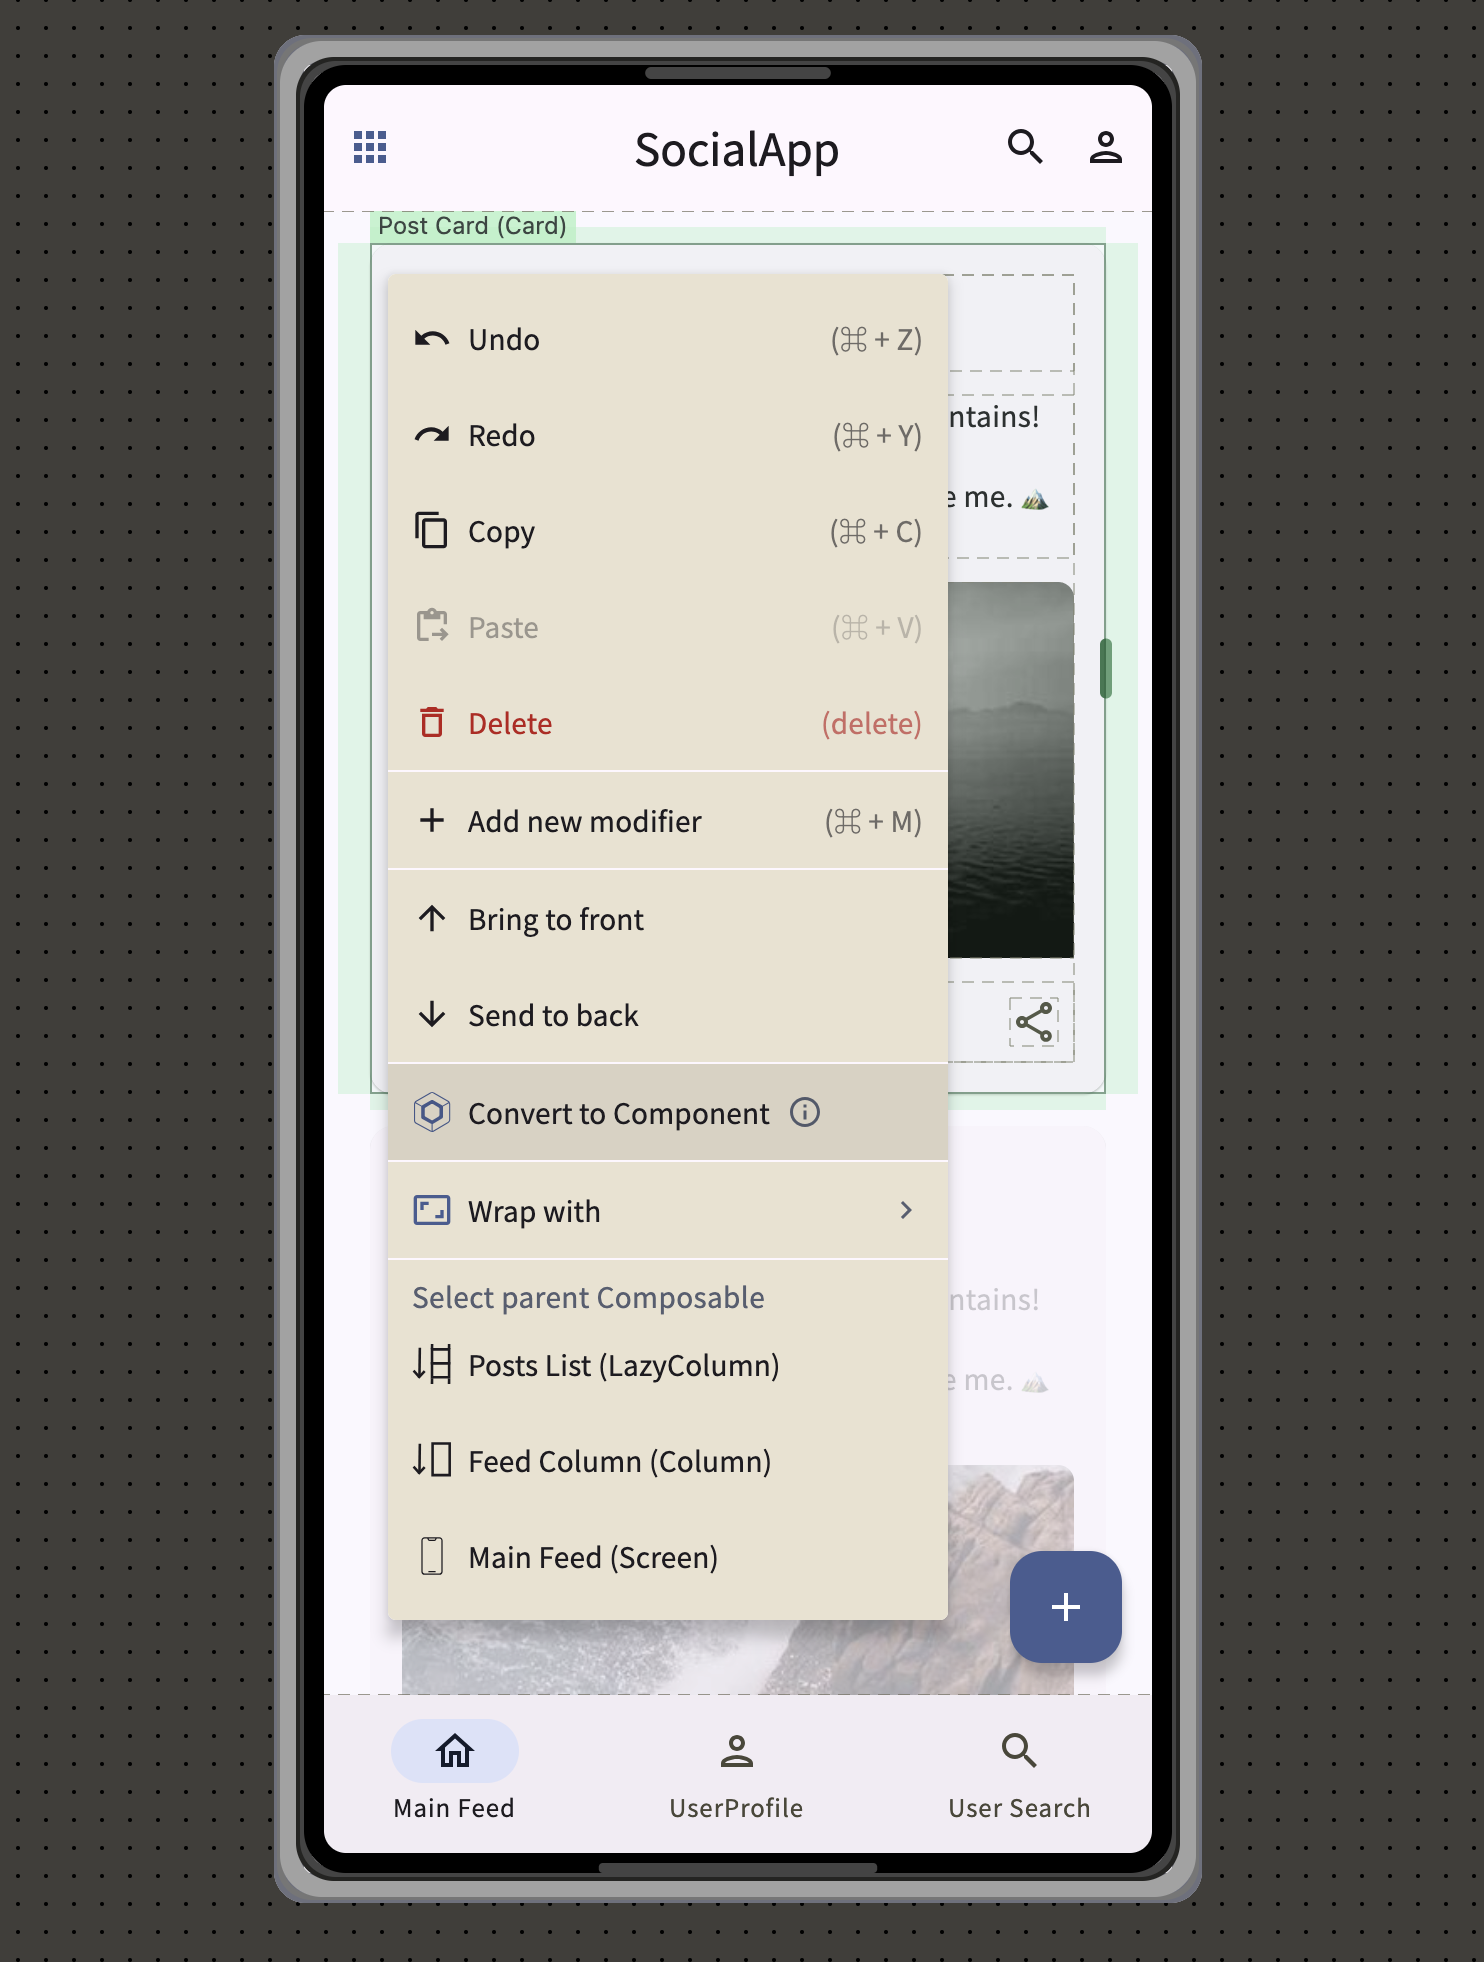 SocialApp
Post Card (Card)
Undo (⌘ + Z)
ntains!
Redo (⌘ + Y)
e me. 🏔️
Copy (⌘ + C)
Paste (⌘ + V)
Delete (delete)
Add new modifier (⌘ + M)
Bring to front
Send to back
Convert to Component
Wrap with
Select parent Composable
ntains!
Posts List (LazyColumn)
e me. 🏔️
Feed Column (Column)
Main Feed (Screen)
Main Feed UserProfile User Search